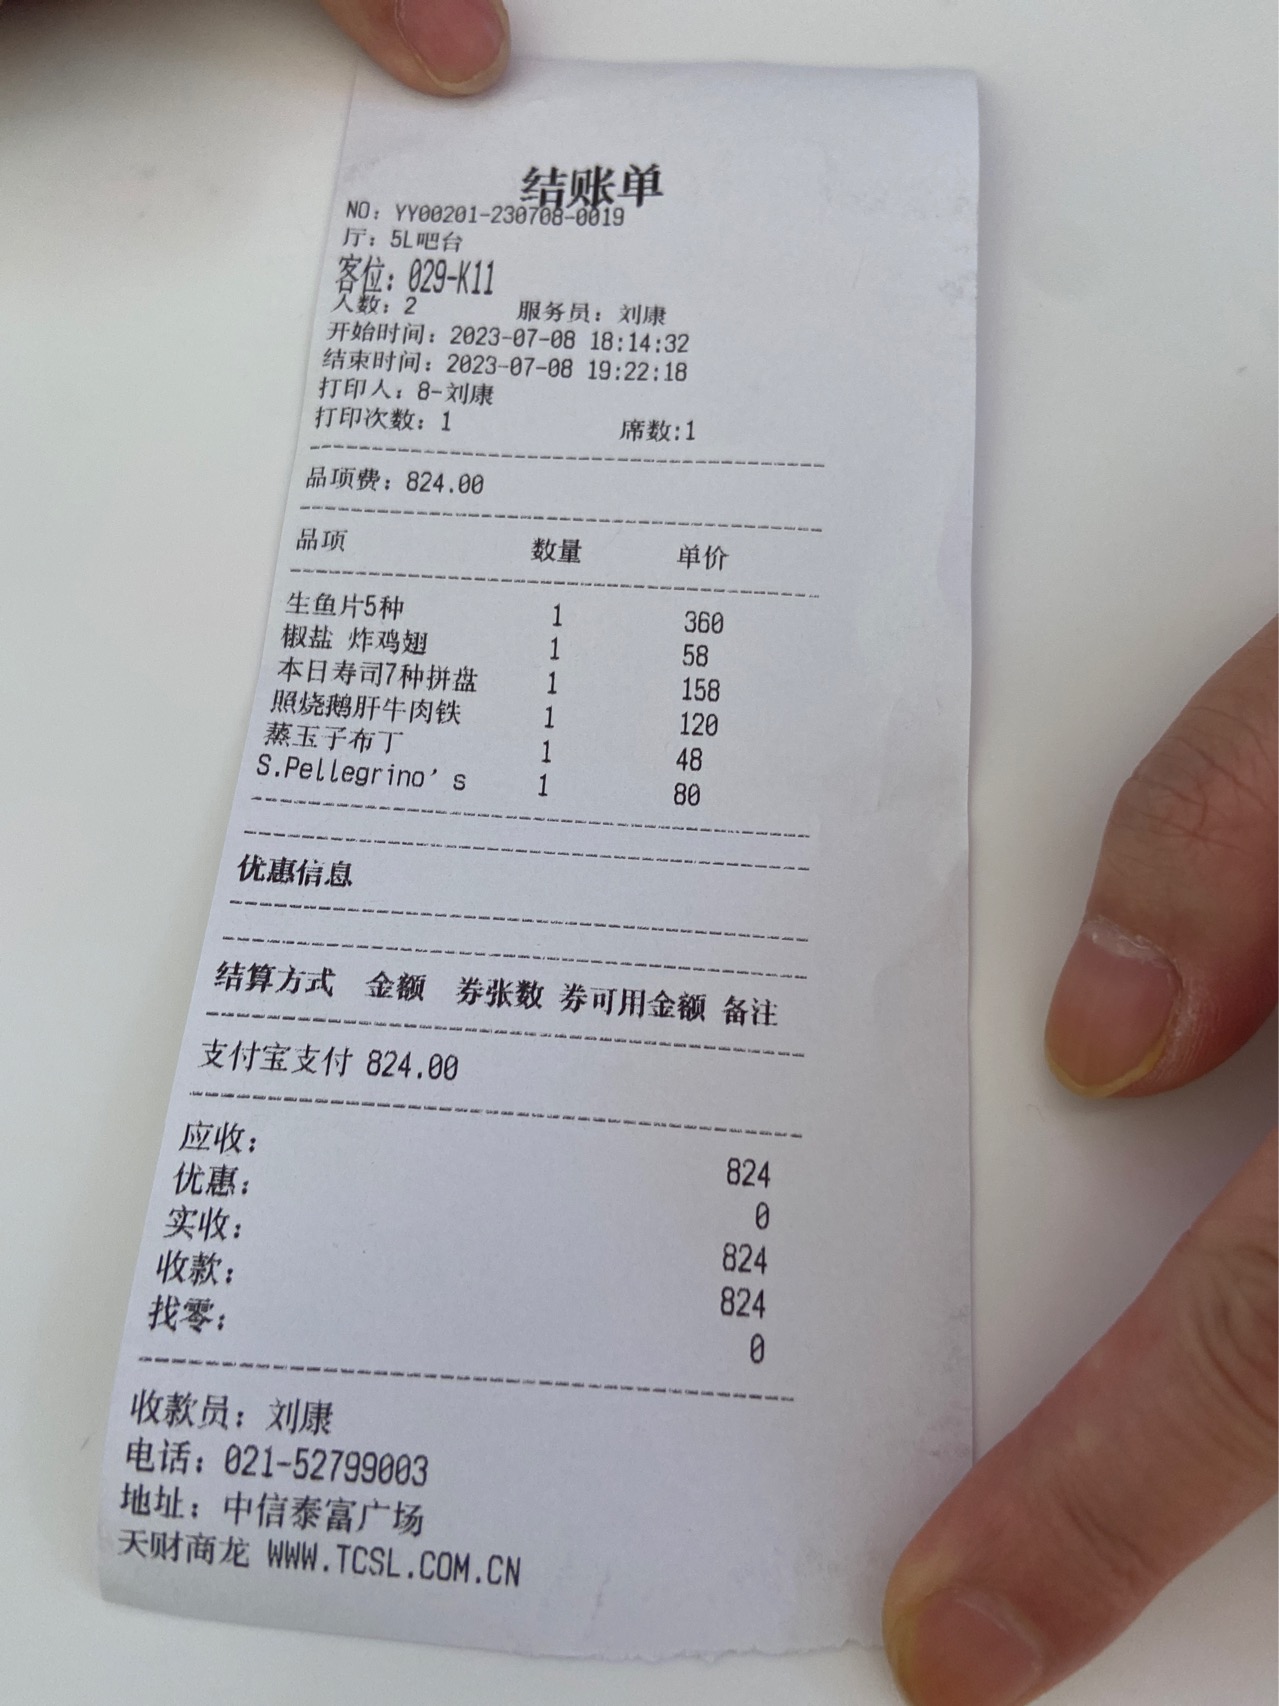 结账单
NO: YY00201-230708-0019
厅: 5L吧台
客位: 029-K11
人数: 2 服务员: 刘康
开始时间: 2023-07-08 18:14:32
结束时间: 2023-07-08 19:22:18
打印人: 8-刘康
打印次数: 1 席数:1
品项费: 824.00
品项 数量 单价
生鱼片5种 1 360
椒盐 炸鸡翅 1 58
本日寿司7种拼盘 1 158
照烧鹅肝牛肉铁 1 120
蒸玉子布丁 1 48
S.Pellegrino's 1 80
优惠信息
结算方式 金额 券张数 券可用金额 备注
支付宝支付 824.00
应收: 824
优惠: 0
实收: 824
收款: 824
找零: 0
收款员: 刘康
电话: 021-52799003
地址: 中信泰富广场
天财商龙 WWW.TCSL.COM.CN